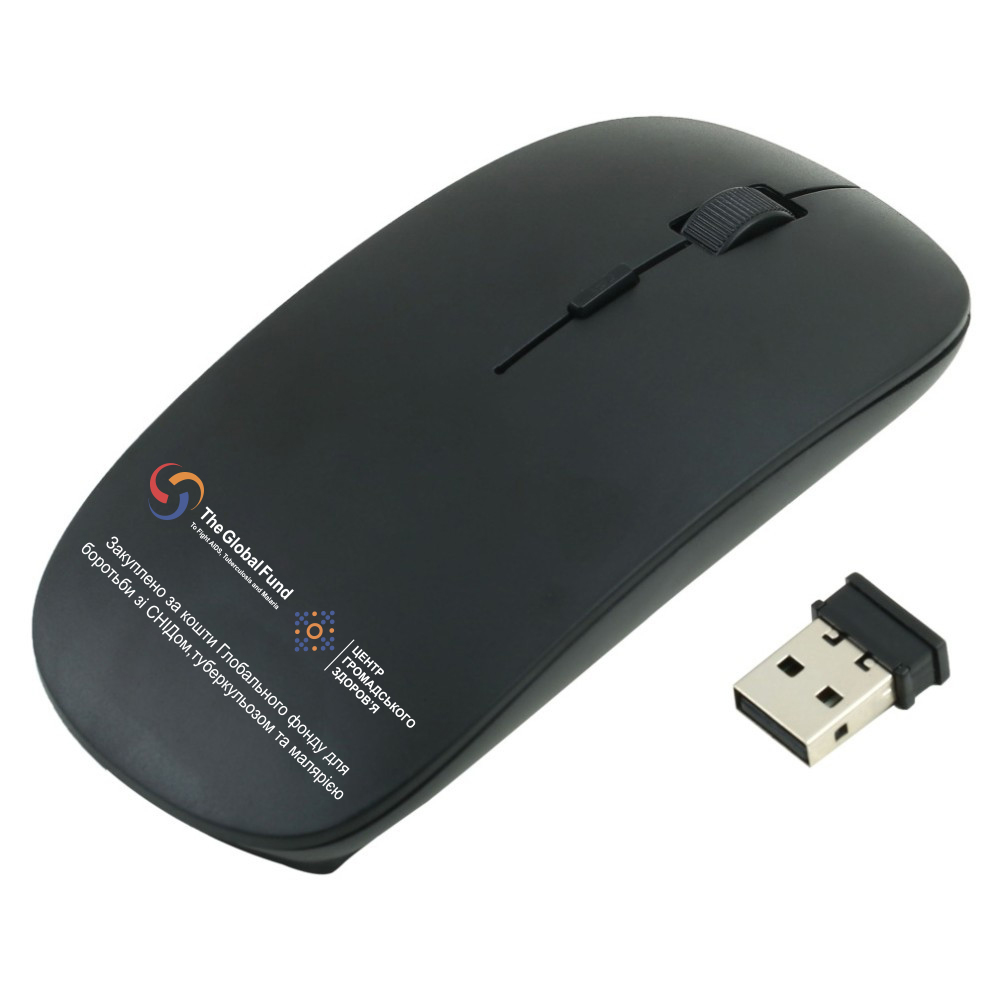 The Global Fund
To Fight AIDS, Tuberculosis and Malaria
ЦЕНТР
ГРОМАДСЬКОГО
ЗДОРОВ'Я
Закуплено за кошти Глобального фонду для
боротьби зі СНІДом,туберкульозом та малярією